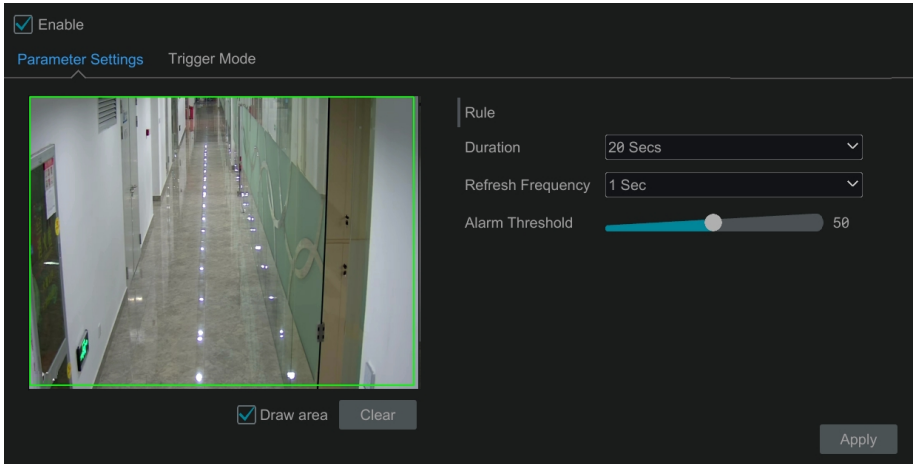 Enable
Parameter Settings Trigger Mode
Rule
Duration 20 Secs
Refresh Frequency 1 Sec
Alarm Threshold 50
Draw area Clear
Apply